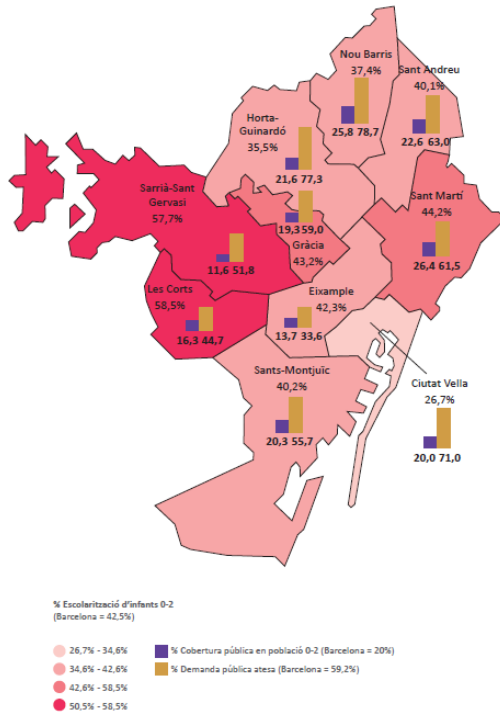 Nou Barris
37,4%
25,8 78,7
Sant Andreu
40,1%
22,6 63,0
Horta-
Guinardó
35,5%
21,6 77,3
Sarrià-Sant
Gervasi
57,7%
11,6 51,8
19,3 59,0
Gràcia
43,2%
Sant Martí
44,2%
26,4 61,5
Les Corts
58,5%
16,3 44,7
Eixample
42,3%
13,7 33,6
Sants-Montjuïc
40,2%
20,3 55,7
Ciutat Vella
26,7%
20,0 71,0
% Escolarització d'infants 0-2
(Barcelona = 42,5%)
26,7% - 34,6%
34,6% - 42,6%
42,6% - 58,5%
50,5% - 58,5%
% Cobertura pública en població 0-2 (Barcelona = 20%)
% Demanda pública atesa (Barcelona = 59,2%)